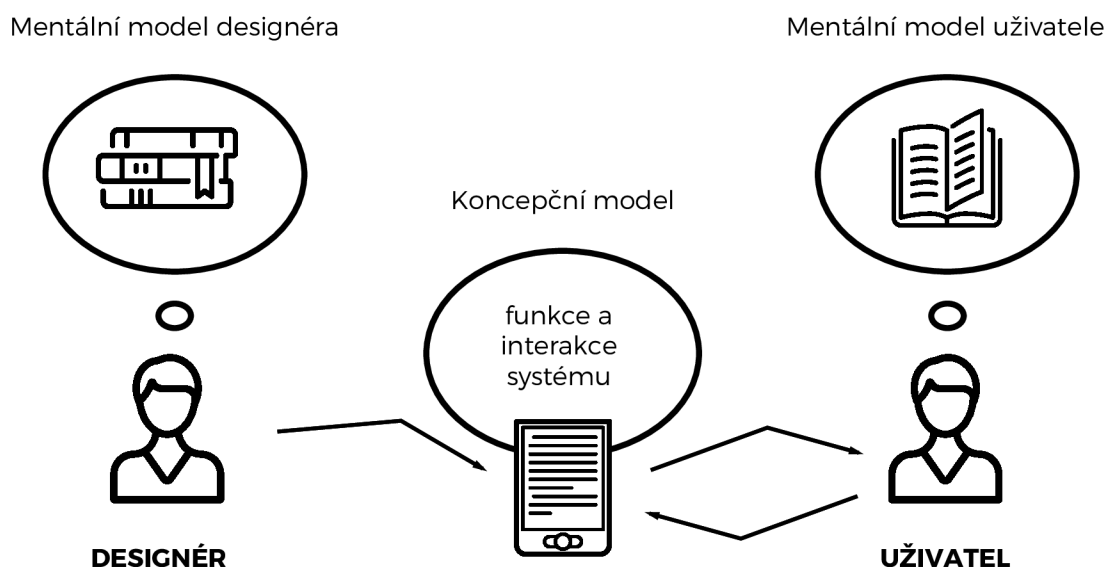 Mentální model designéra
Mentální model uživatele
Koncepční model
funkce a
interakce
systému
DESIGNÉR
UŽIVATEL